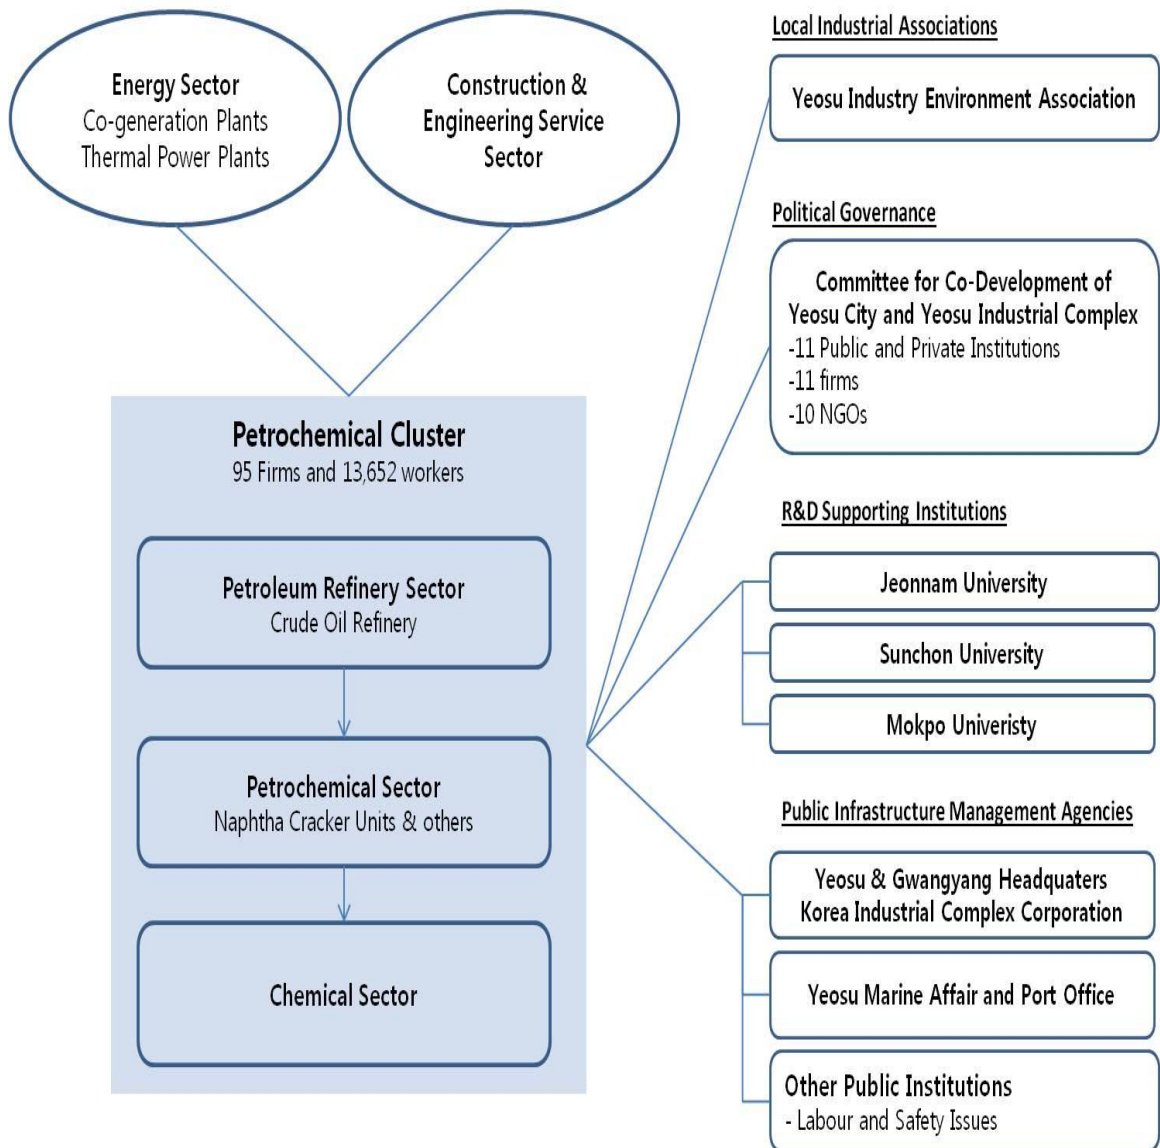 Energy Sector
Co-generation Plants
Thermal Power Plants
Construction &
Engineering Service
Sector
Petrochemical Cluster
95 Firms and 13,652 workers
Petroleum Refinery Sector
Crude Oil Refinery
Petrochemical Sector
Naphtha Cracker Units & others
Chemical Sector
Local Industrial Associations
Yeosu Industry Environment Association
Political Governance
Committee for Co-Development of
Yeosu City and Yeosu Industrial Complex
-11 Public and Private Institutions
-11 firms
-10 NGOs
R&D Supporting Institutions
Jeonnam University
Sunchon University
Mokpo Univeristy
Public Infrastructure Management Agencies
Yeosu & Gwangyang Headquaters
Korea Industrial Complex Corporation
Yeosu Marine Affair and Port Office
Other Public Institutions
- Labour and Safety Issues